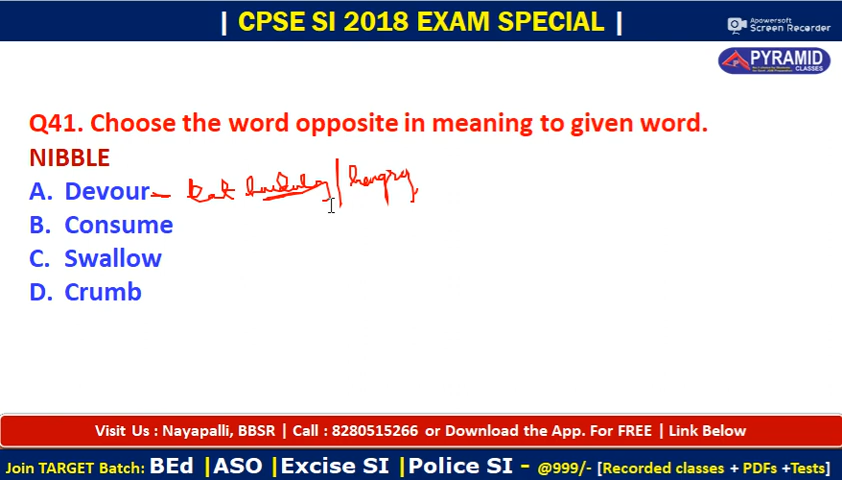 | CPSE SI 2018 EXAM SPECIAL |
Apowersoft
Screen Recorder
PYRAMID
CLASSES
Q41. Choose the word opposite in meaning to given word.
NIBBLE
A. Devour – Eat / hungry
B. Consume
C. Swallow
D. Crumb
Visit Us : Nayapalli, BBSR | Call : 8280515266 or Download the App. For FREE | Link Below
Join TARGET Batch: BEd |ASO |Excise SI |Police SI – @999/- [Recorded classes + PDFs +Tests]